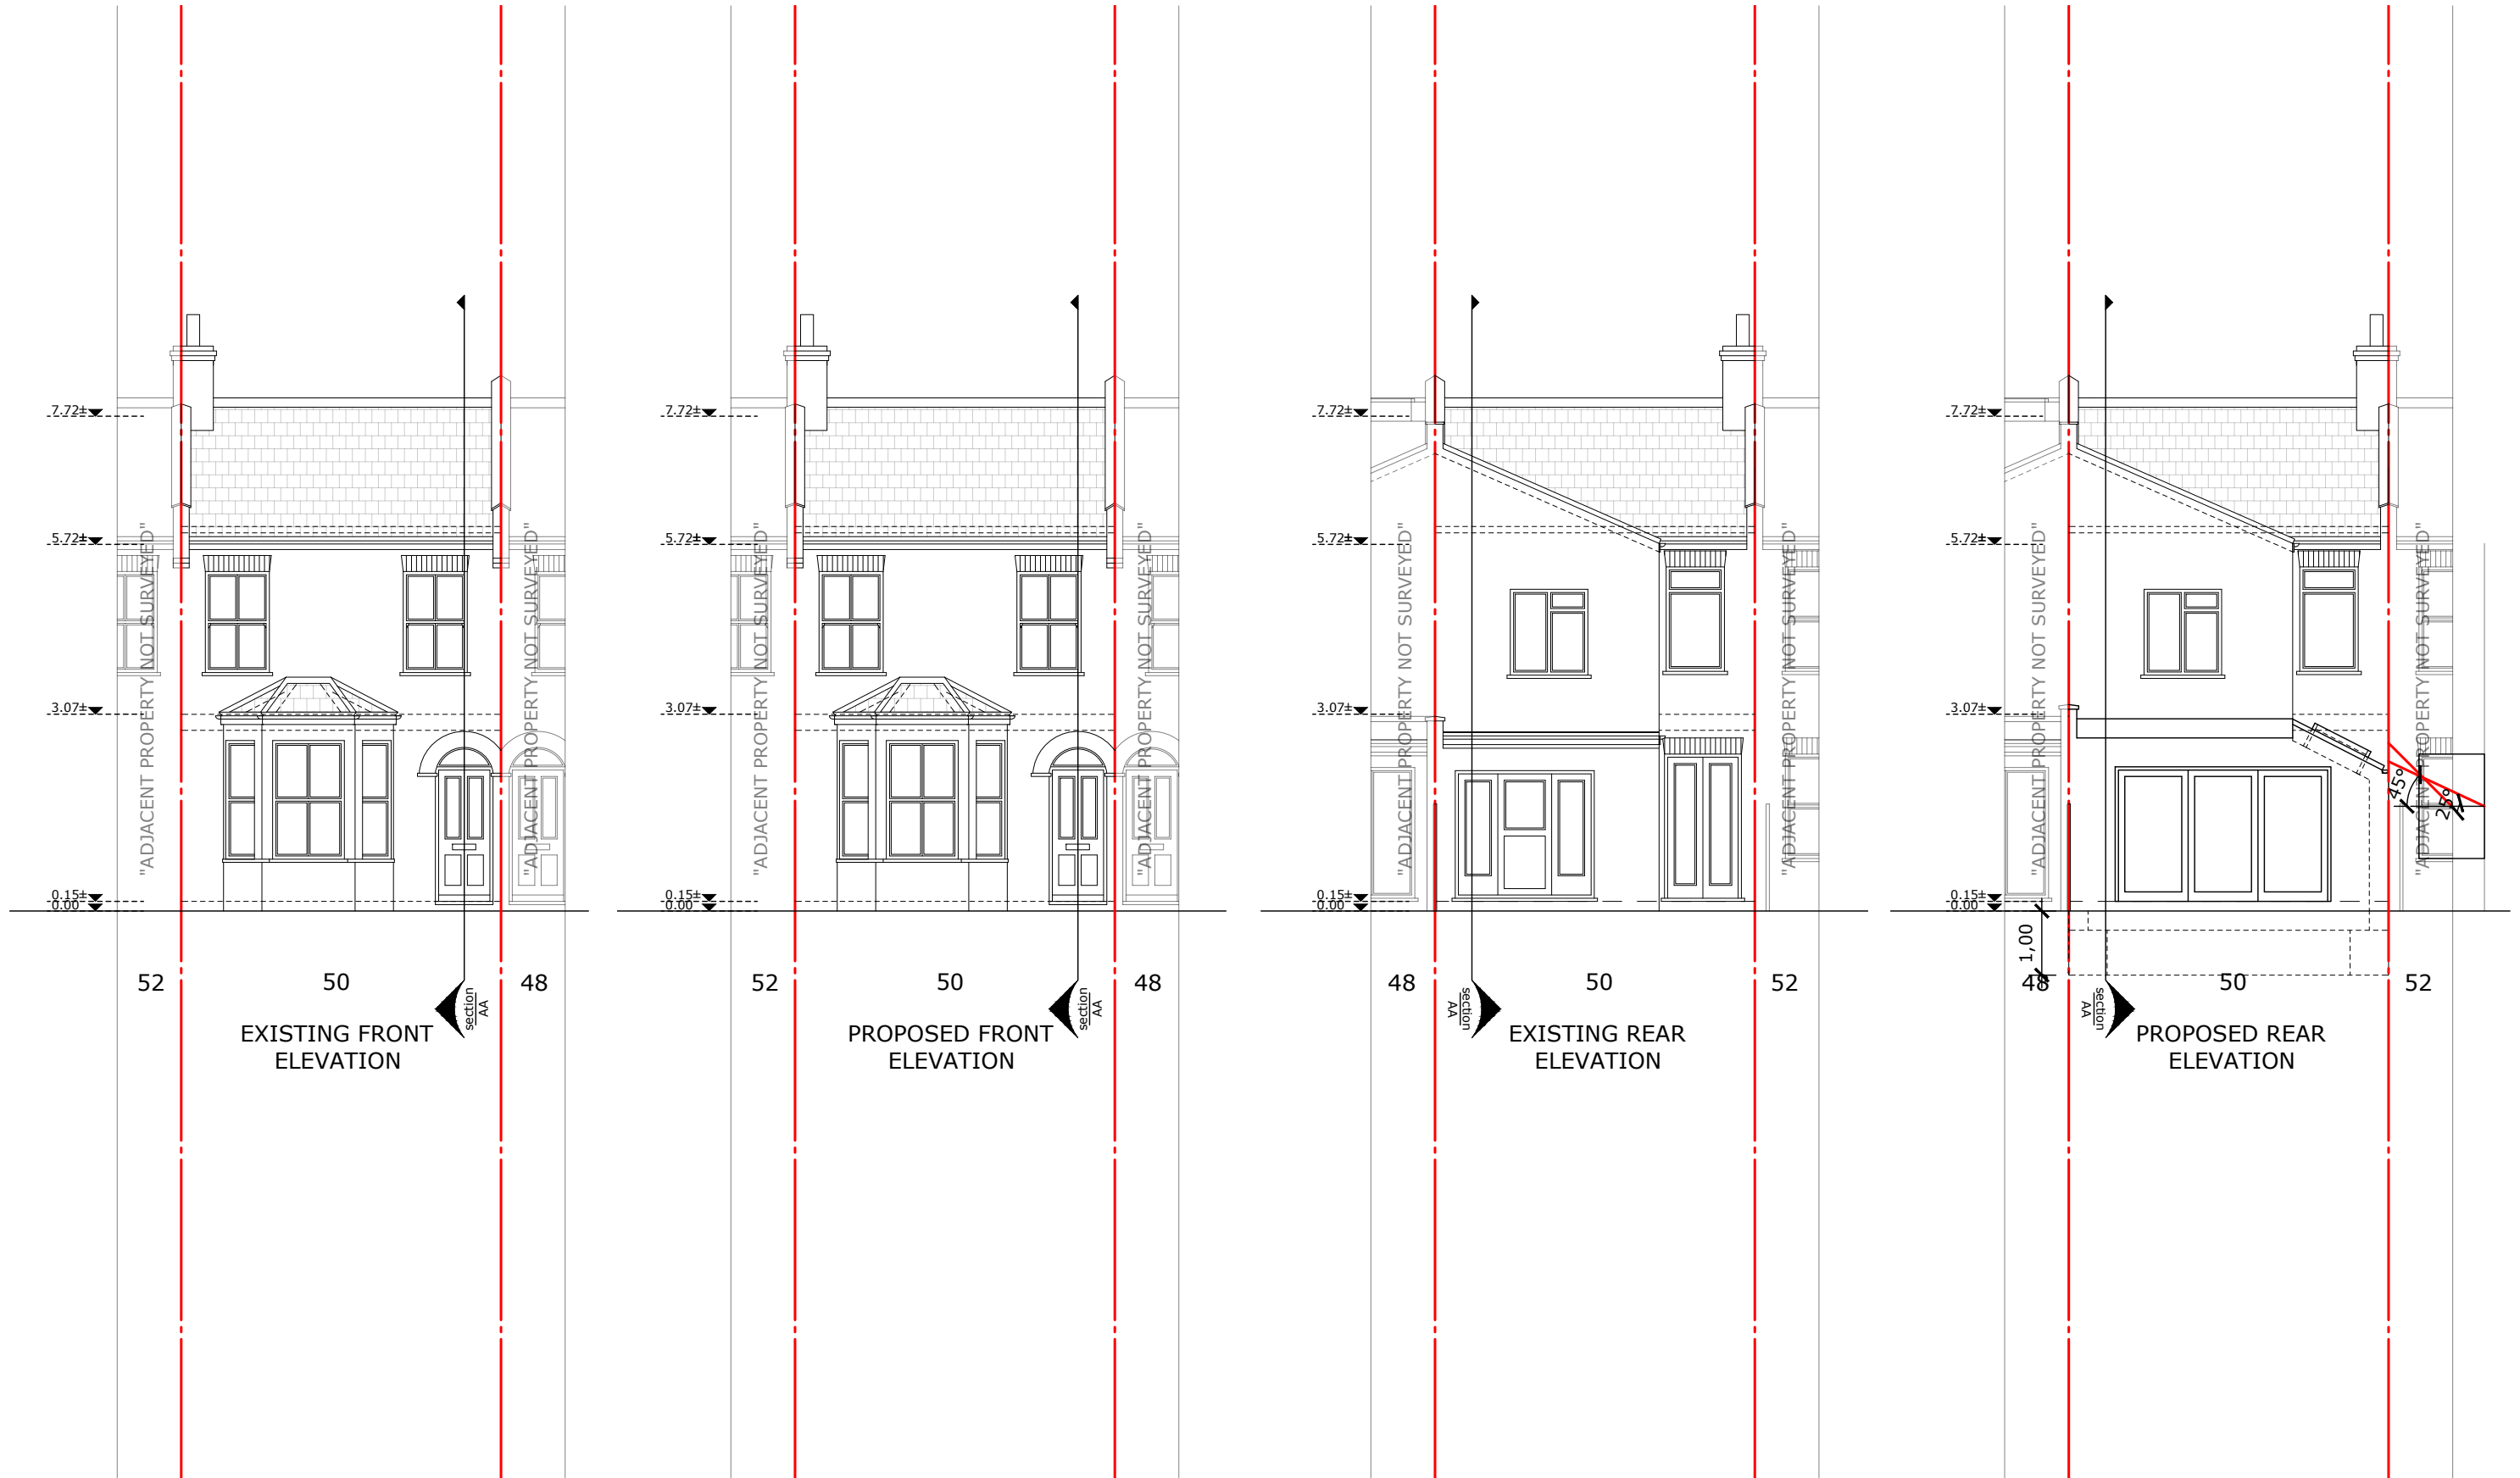 7.72±
5.72±
3.07±
0.15±
0.00
"ADJACENT PROPERTY NOT SURVEYED"
"ADJACENT PROPERTY NOT SURVEYED"
52
50
48
section
AA
EXISTING FRONT
ELEVATION
7.72±
5.72±
3.07±
0.15±
0.00
"ADJACENT PROPERTY NOT SURVEYED"
"ADJACENT PROPERTY NOT SURVEYED"
52
50
48
section
AA
PROPOSED FRONT
ELEVATION
7.72±
5.72±
3.07±
0.15±
0.00
"ADJACENT PROPERTY NOT SURVEYED"
"ADJACENT PROPERTY NOT SURVEYED"
48
50
52
section
AA
EXISTING REAR
ELEVATION
7.72±
5.72±
3.07±
0.15±
0.00
"ADJACENT PROPERTY NOT SURVEYED"
"ADJACENT PROPERTY NOT SURVEYED"
45°
25°
1,00
48
50
52
section
AA
PROPOSED REAR
ELEVATION